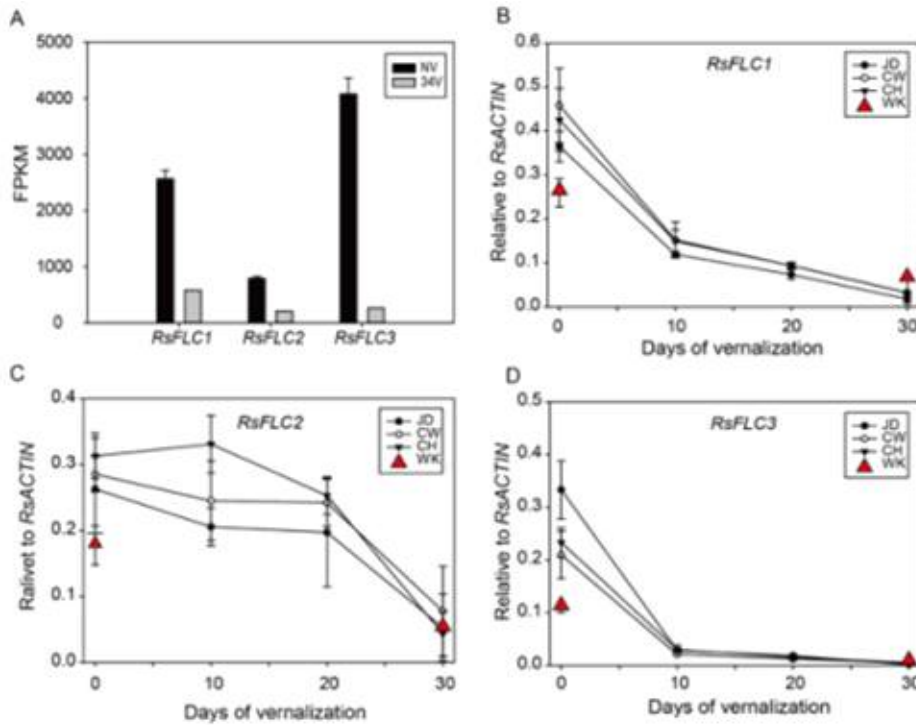 A
5000
4000
3000
2000
1000
0
FPKM
NV
34V
RsFLC1
RsFLC2
RsFLC3
B
0.6
0.5
0.4
0.3
0.2
0.1
0.0
Relative to RsACTIN
RsFLC1
JD
CW
CH
WK
0
10
20
30
Days of vernalization
C
0.4
0.3
0.2
0.1
0.0
Ralivet to RsACTIN
RsFLC2
JD
CW
CH
WK
0
10
20
30
Days of vernalization
D
0.5
0.4
0.3
0.2
0.1
0.0
Relative to RsACTIN
RsFLC3
JD
CW
CH
WK
0
10
20
30
Days of vernalization